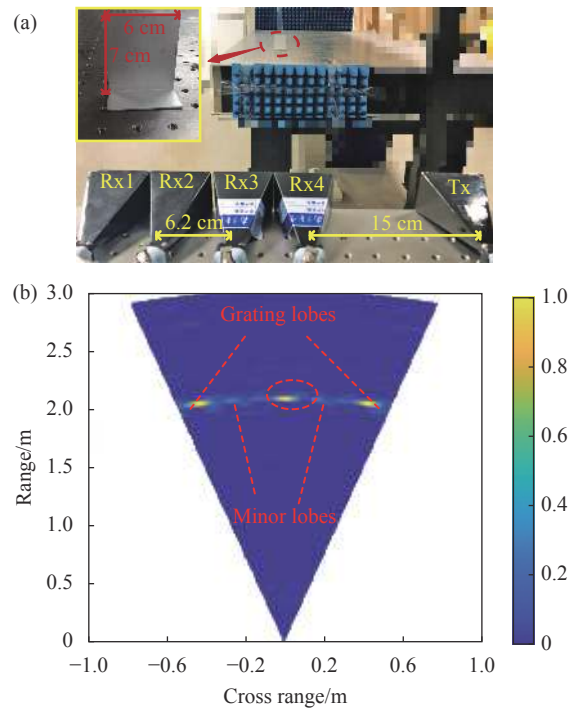 (a)
6 cm
7 cm
Rx1 Rx2 Rx3 Rx4 Tx
6.2 cm 15 cm
(b)
3.0
2.5
2.0
1.5
1.0
0.5
0
Range/m
Grating lobes
Minor lobes
−1.0 −0.6 −0.2 0.2 0.6 1.0
Cross range/m
1.0
0.8
0.6
0.4
0.2
0